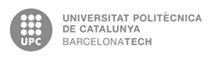 UPC
UNIVERSITAT POLITÈCNICA
DE CATALUNYA
BARCELONATECH